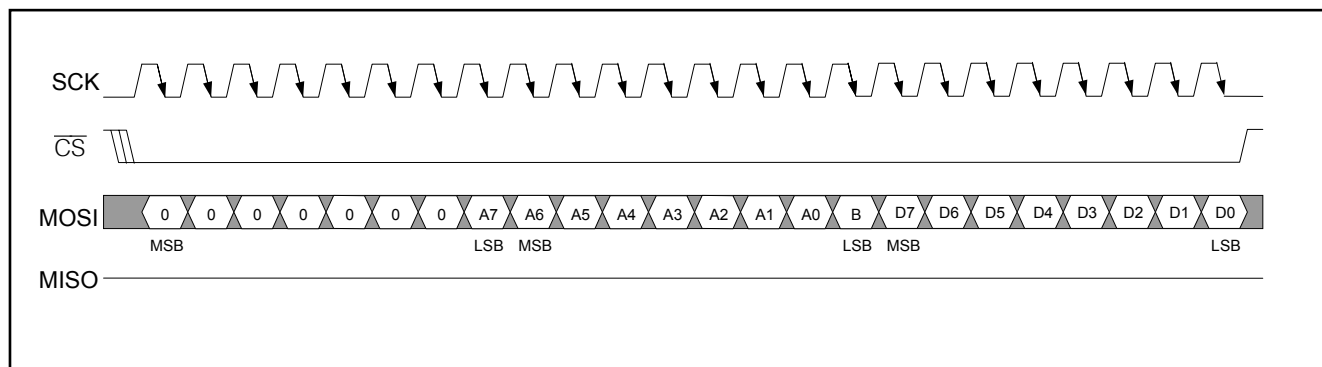 SCK
C̅S̅
MOSI 0 0 0 0 0 0 0 A7 A6 A5 A4 A3 A2 A1 A0 B D7 D6 D5 D4 D3 D2 D1 D0
MSB LSB MSB LSB MSB LSB
MISO